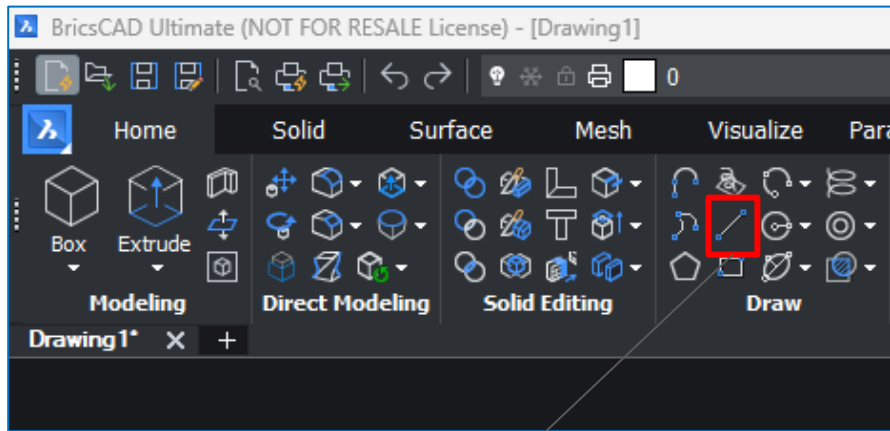 BricsCAD Ultimate (NOT FOR RESALE License) - [Drawing1]
0
Home Solid Surface Mesh Visualize Para
Box Extrude
Modeling Direct Modeling Solid Editing Draw
Drawing1* X +